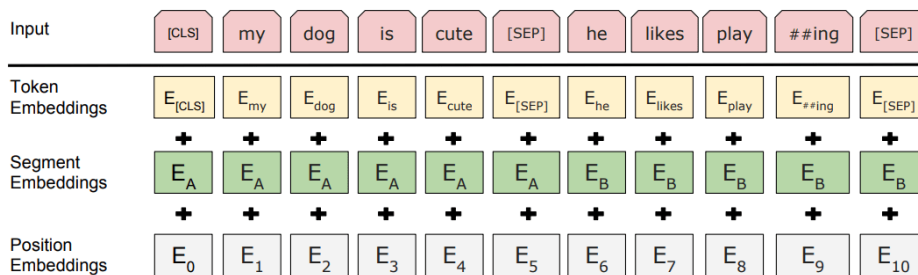 Input [CLS] my dog is cute [SEP] he likes play ##ing [SEP]
Token
Embeddings
E[CLS] Emy Edog Eis Ecute E[SEP] Ehe Elikes Eplay E##ing E[SEP]
+ + + + + + + + + + +
Segment
Embeddings
EA EA EA EA EA EA EB EB EB EB EB
+ + + + + + + + + + +
Position
Embeddings
E0 E1 E2 E3 E4 E5 E6 E7 E8 E9 E10